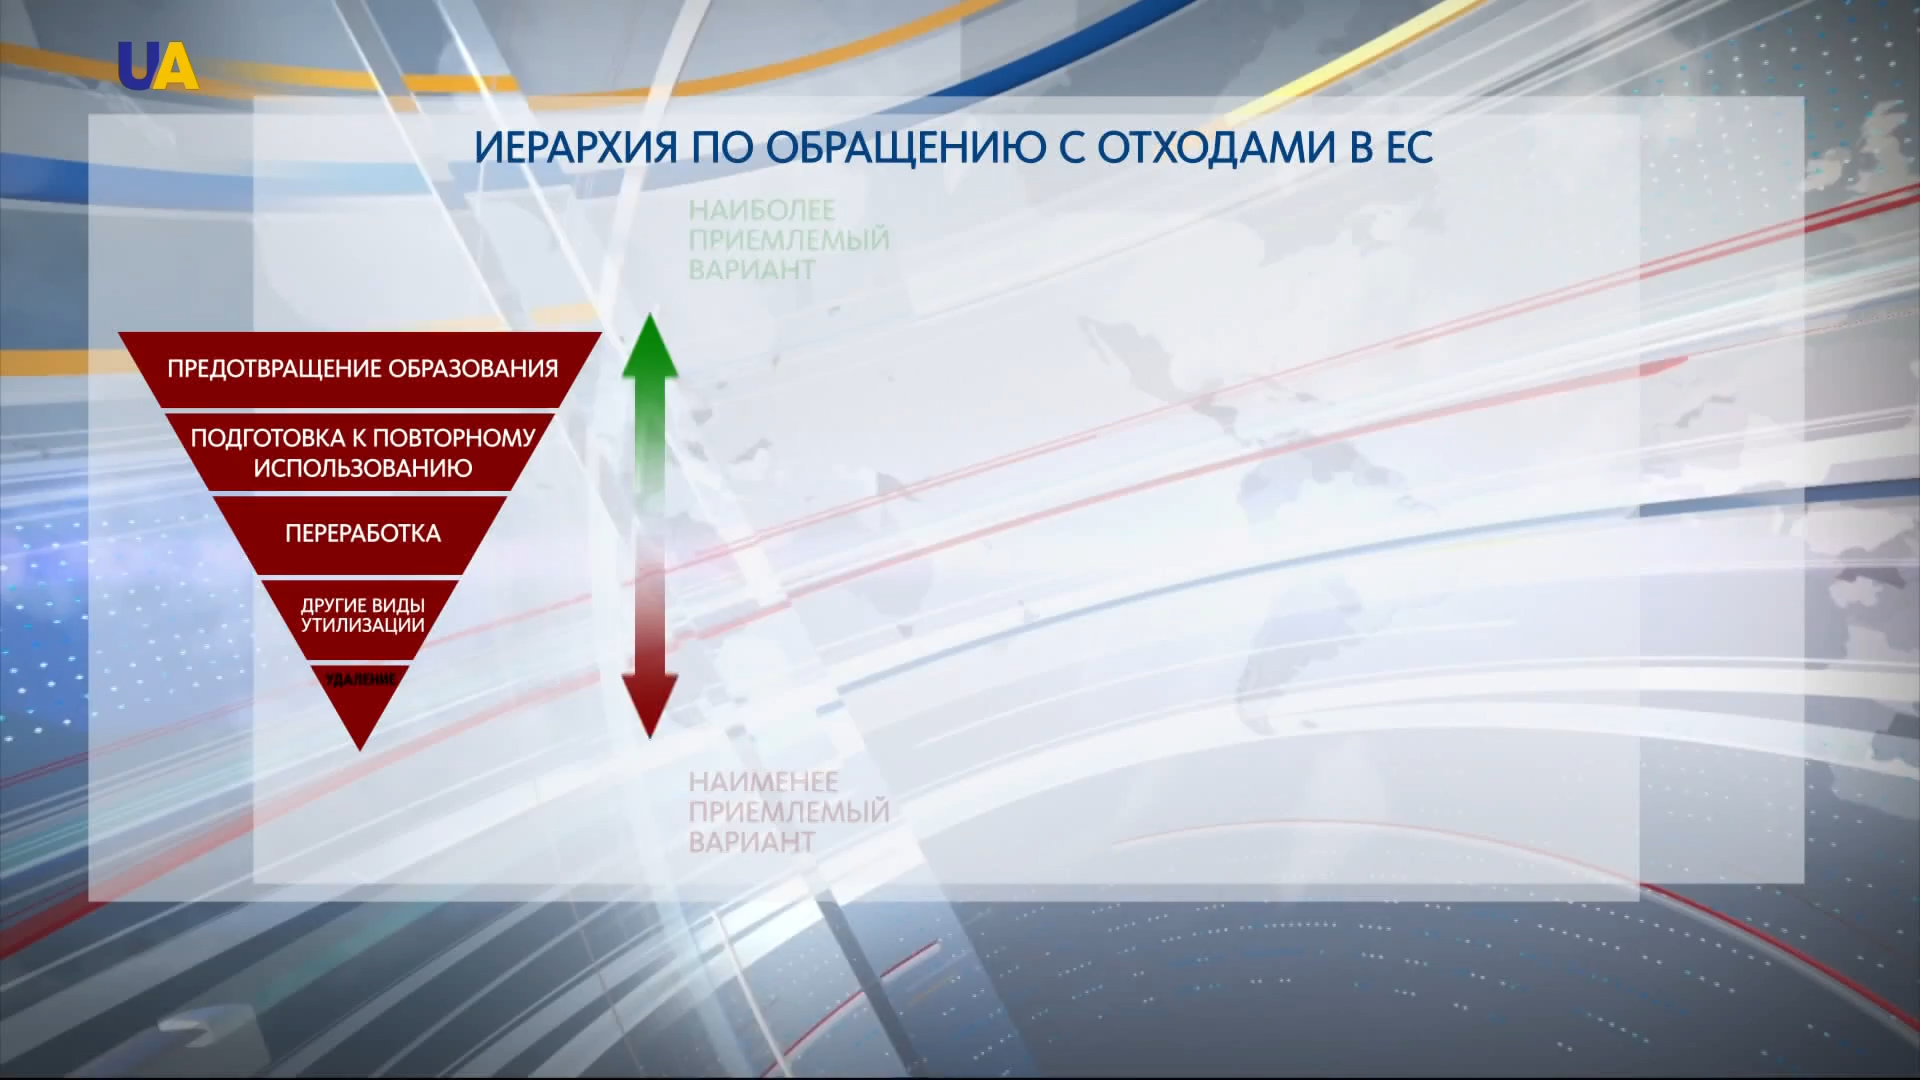 UA
ИЕРАРХИЯ ПО ОБРАЩЕНИЮ С ОТХОДАМИ В ЕС
НАИБОЛЕЕ
ПРИЕМЛЕМЫЙ
ВАРИАНТ
ПРЕДОТВРАЩЕНИЕ ОБРАЗОВАНИЯ
ПОДГОТОВКА К ПОВТОРНОМУ
ИСПОЛЬЗОВАНИЮ
ПЕРЕРАБОТКА
ДРУГИЕ ВИДЫ
УТИЛИЗАЦИИ
УДАЛЕНИЕ
НАИМЕНЕЕ
ПРИЕМЛЕМЫЙ
ВАРИАНТ